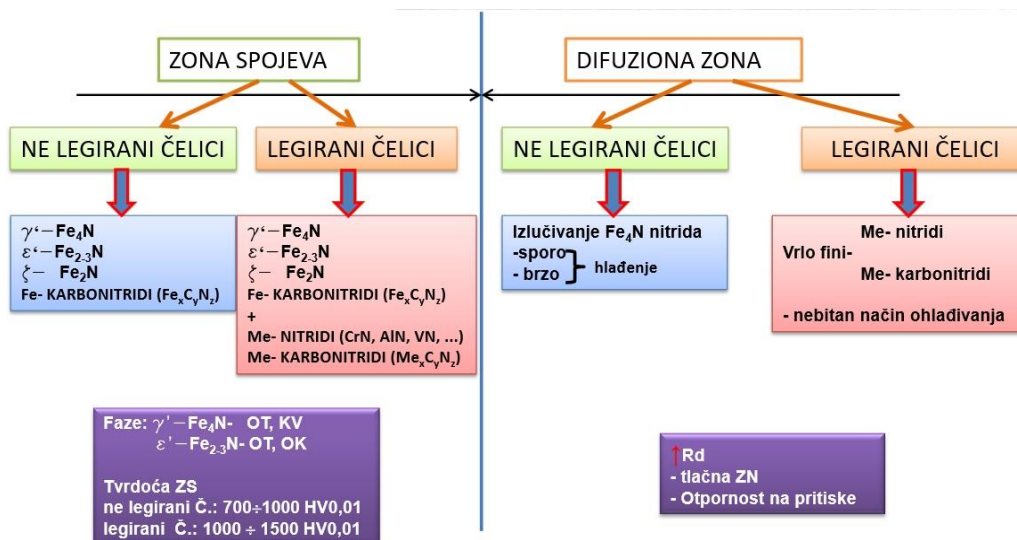 ZONA SPOJEVA
NE LEGIRANI ČELICI
LEGIRANI ČELICI
γ‘–Fe₄N
ε‘–Fe₂₋₃N
ζ– Fe₂N
Fe- KARBONITRIDI (FeₓCᵧN_z)
γ‘–Fe₄N
ε‘–Fe₂₋₃N
ζ– Fe₂N
Fe- KARBONITRIDI (FeₓCᵧN_z)
+
Me- NITRIDI (CrN, AlN, VN, ...)
Me- KARBONITRIDI (MeₓCᵧN_z)
Faze: γ'–Fe₄N- OT, KV
ε'–Fe₂₋₃N- OT, OK
Tvrdoća ZS
ne legirani Č.: 700÷1000 HV0,01
legirani Č.: 1000 ÷ 1500 HV0,01
DIFUZIONA ZONA
NE LEGIRANI ČELICI
LEGIRANI ČELICI
Izlučivanje Fe₄N nitrida
-sporo
- brzo
hlađenje
Me- nitridi
Vrlo fini-
Me- karbonitridi
- nebitan način ohlađivanja
↑Rd
- tlačna ZN
- Otpornost na pritiske